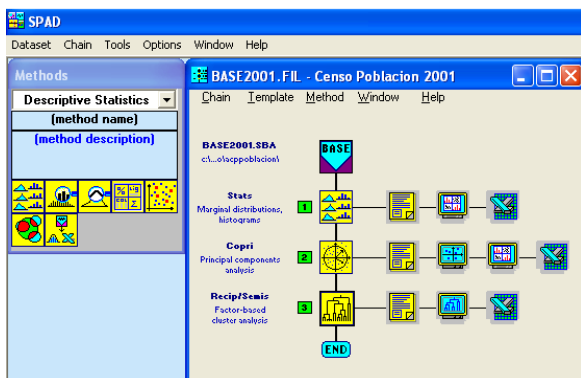 SPAD
Dataset Chain Tools Options Window Help
Methods
Descriptive Statistics
(method name)
(method description)
BASE2001.FIL - Censo Poblacion 2001
Chain Template Method Window Help
BASE2001.SBA
c:\...o\acppoblacion\
BASE
Stats
Marginal distributions,
histograms
1
Copri
Principal components
analysis
2
Recip/Semis
Factor-based
cluster analysis
3
END